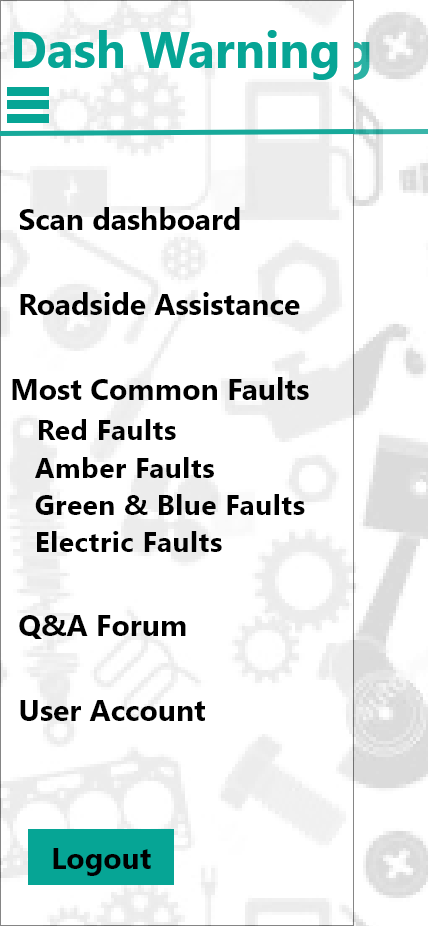 Dash Warning
Scan dashboard
Roadside Assistance
Most Common Faults
Red Faults
Amber Faults
Green & Blue Faults
Electric Faults
Q&A Forum
User Account
Logout